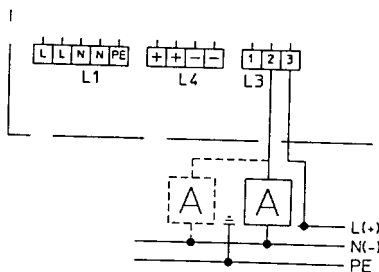 L L N N PE
+ + - -
1 2 3
L1
L4
L3
A
A
L(+)
N(-)
PE